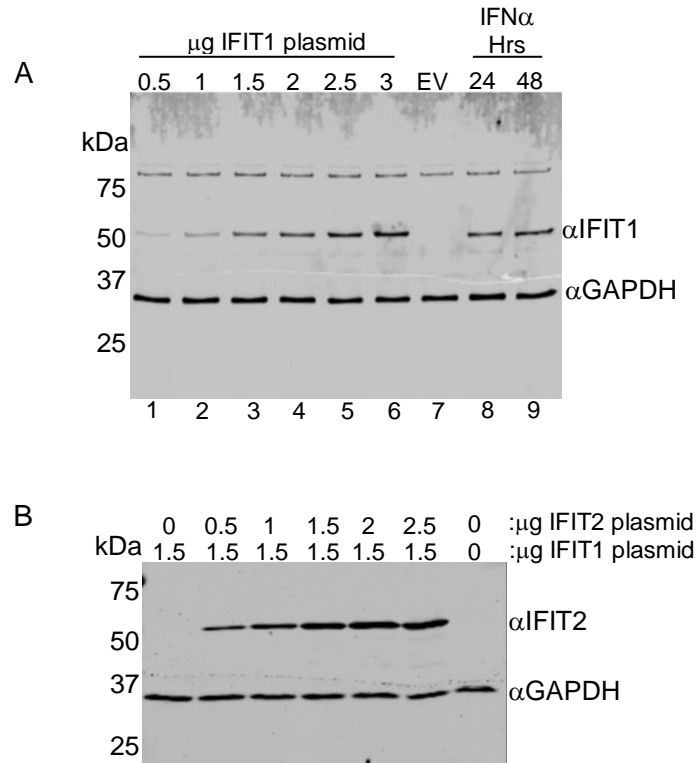 IFNα
Hrs
μg IFIT1 plasmid
A
0.5 1 1.5 2 2.5 3 EV 24 48
kDa
75
50
αIFIT1
37
αGAPDH
25
1 2 3 4 5 6 7 8 9
B
0 0.5 1 1.5 2 2.5 0 :μg IFIT2 plasmid
kDa 1.5 1.5 1.5 1.5 1.5 1.5 0 :μg IFIT1 plasmid
75
αIFIT2
50
37
αGAPDH
25